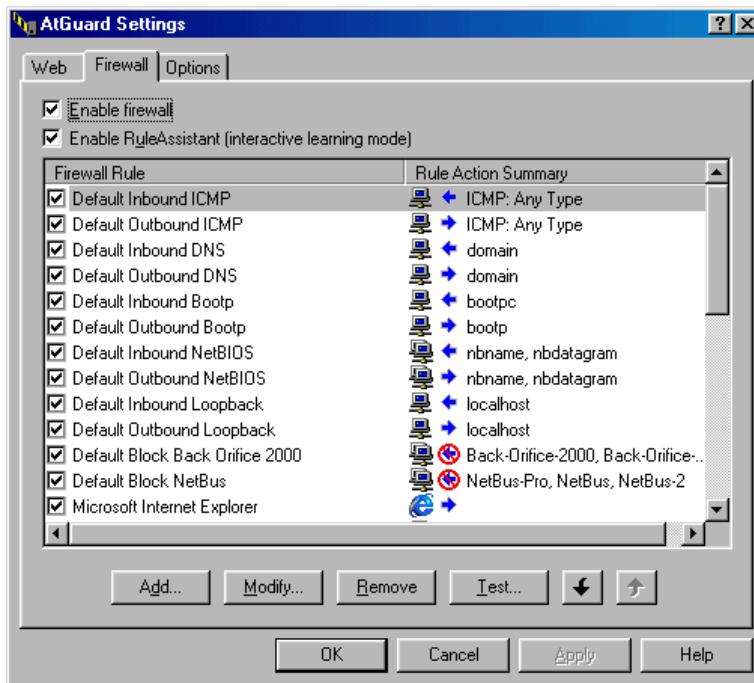 AtGuard Settings
Web Firewall Options
Enable firewall
Enable RuleAssistant (interactive learning mode)
Firewall Rule Rule Action Summary
Default Inbound ICMP ICMP: Any Type
Default Outbound ICMP ICMP: Any Type
Default Inbound DNS domain
Default Outbound DNS domain
Default Inbound Bootp bootpc
Default Outbound Bootp bootp
Default Inbound NetBIOS nbname, nbdatagram
Default Outbound NetBIOS nbname, nbdatagram
Default Inbound Loopback localhost
Default Outbound Loopback localhost
Default Block Back Orifice 2000 Back-Orifice-2000, Back-Orifice-...
Default Block NetBus NetBus-Pro, NetBus, NetBus-2
Microsoft Internet Explorer
Add... Modify... Remove Test...
OK Cancel Apply Help